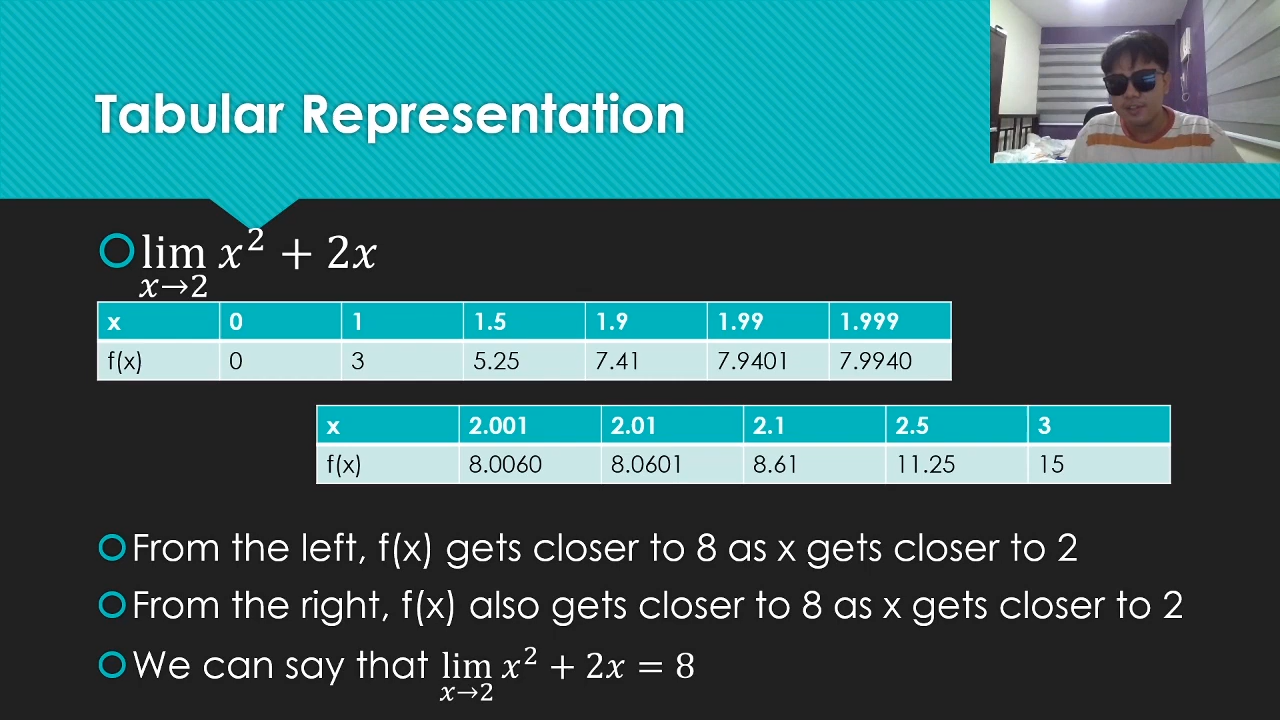 Tabular Representation
lim x² + 2x
x→2
x 0 1 1.5 1.9 1.99 1.999
f(x) 0 3 5.25 7.41 7.9401 7.9940
x 2.001 2.01 2.1 2.5 3
f(x) 8.0060 8.0601 8.61 11.25 15
From the left, f(x) gets closer to 8 as x gets closer to 2
From the right, f(x) also gets closer to 8 as x gets closer to 2
We can say that lim x² + 2x = 8
x→2